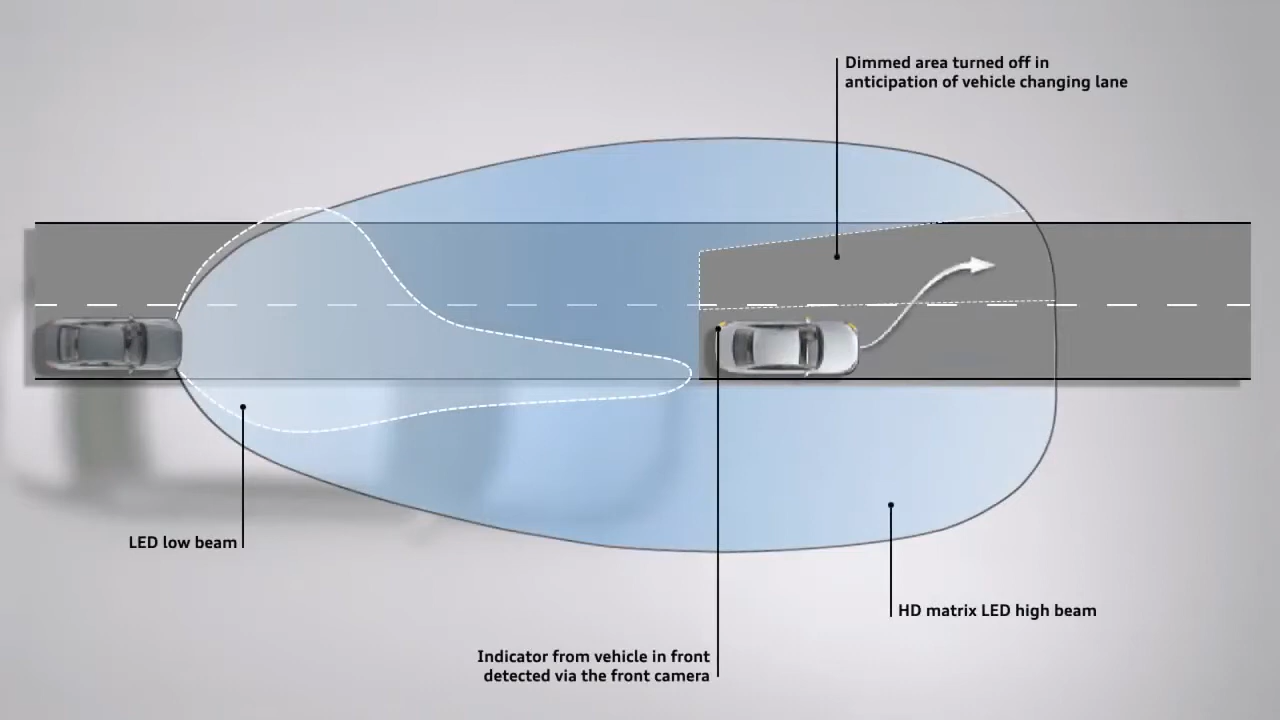 Dimmed area turned off in
anticipation of vehicle changing lane
LED low beam
HD matrix LED high beam
Indicator from vehicle in front
detected via the front camera